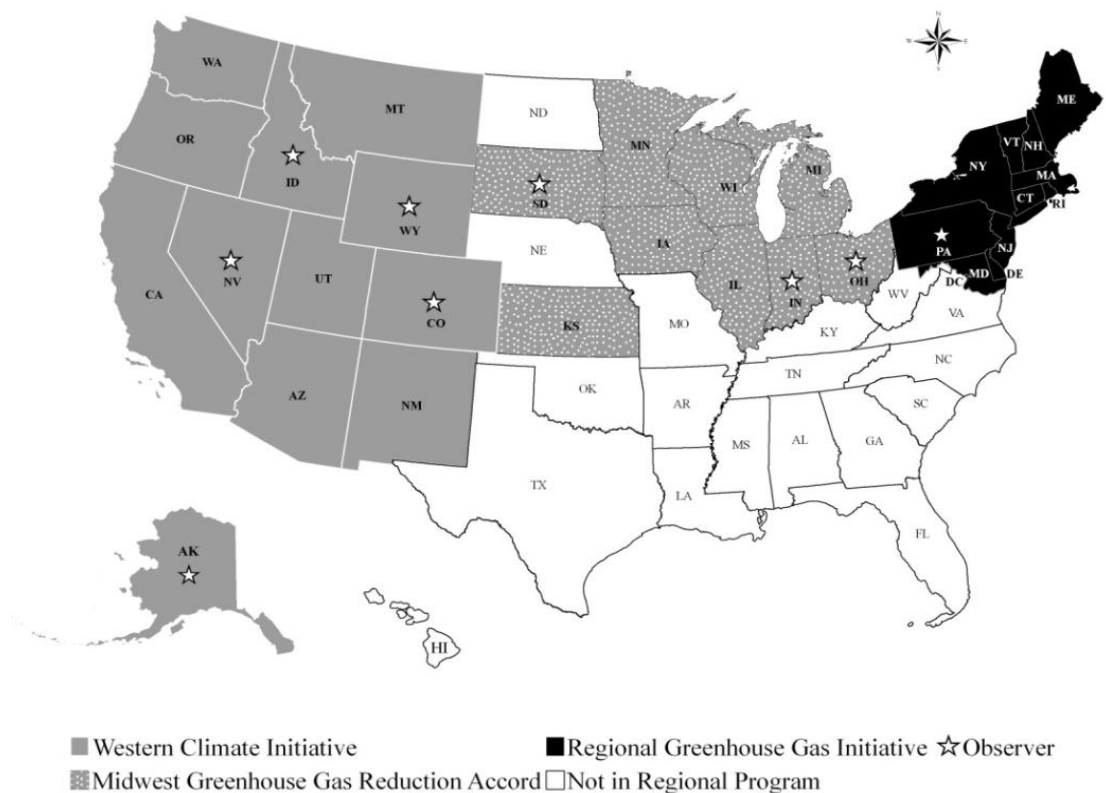 N
W E
S
WA
MT
ND
ME
OR
ID
MN
VT
NH
NY
MA
WI
MI
SD
WY
CT
RI
IA
PA
NJ
NE
NV
UT
CO
CA
IL
IN
OH
MD
DE
DC
WV
VA
KS
MO
KY
NC
TN
AZ
NM
OK
AR
SC
MS
AL
GA
TX
LA
FL
AK
HI
Western Climate Initiative
Regional Greenhouse Gas Initiative
Observer
Midwest Greenhouse Gas Reduction Accord
Not in Regional Program